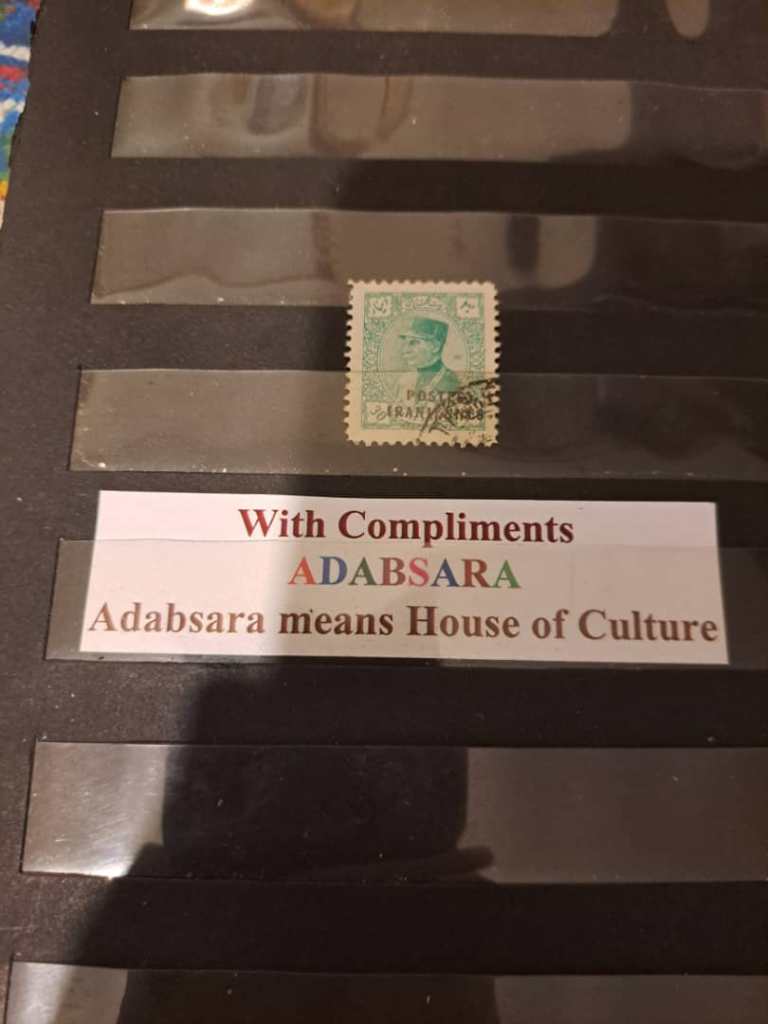 POSTES
IRANIENNES
With Compliments
ADABSARA
Adabsara means House of Culture